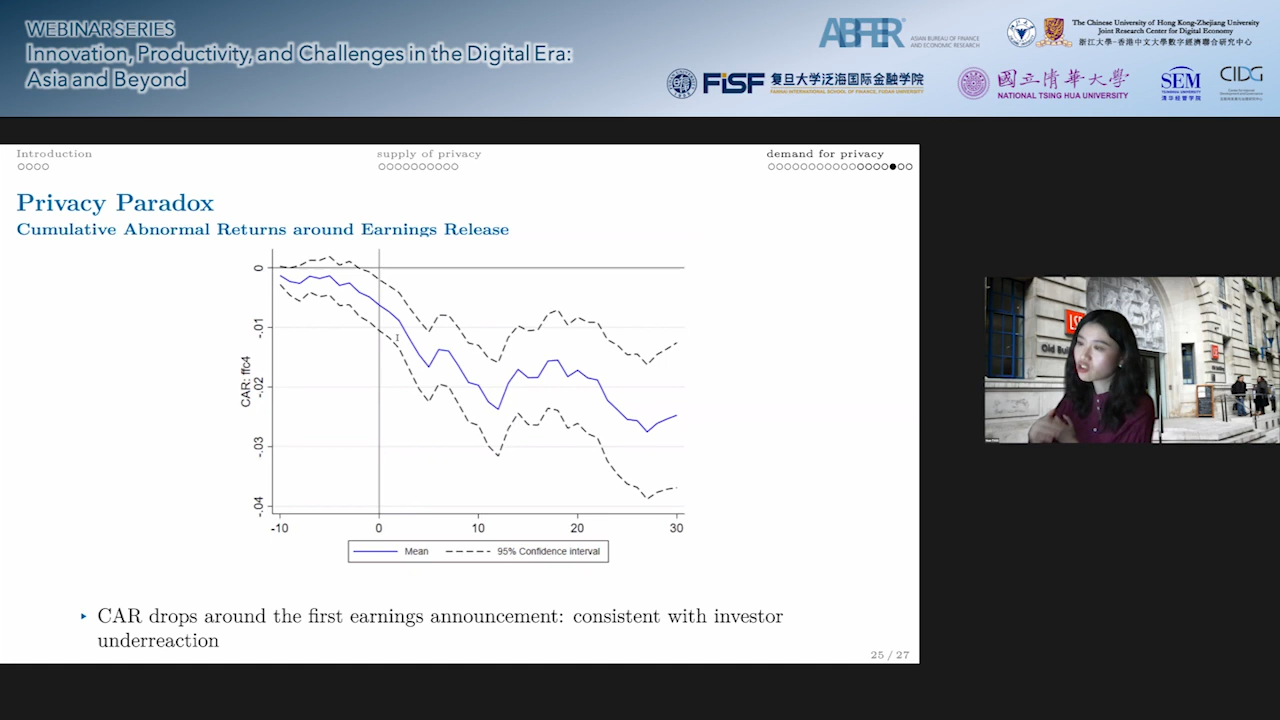 WEBINAR SERIES
Innovation, Productivity, and Challenges in the Digital Era:
Asia and Beyond
ABFER
ASIAN BUREAU OF FINANCE
AND ECONOMIC RESEARCH
The Chinese University of Hong Kong-Zhejiang University
Joint Research Center for Digital Economy
浙江大學-香港中文大學數字經濟聯合研究中心
FISF
复旦大学泛海国际金融学院
FANHAI INTERNATIONAL SCHOOL OF FINANCE, FUDAN UNIVERSITY
國立清華大學
NATIONAL TSING HUA UNIVERSITY
SEM
TSINGHUA UNIVERSITY
清华经管学院
CIDG
Introduction
supply of privacy
demand for privacy
Privacy Paradox
Cumulative Abnormal Returns around Earnings Release
CAR: ffc4
0
-.01
-.02
-.03
-.04
-10 0 10 20 30
Mean 95% Confidence interval
CAR drops around the first earnings announcement: consistent with investor
underreaction
25 / 27
LSE
Old Bui